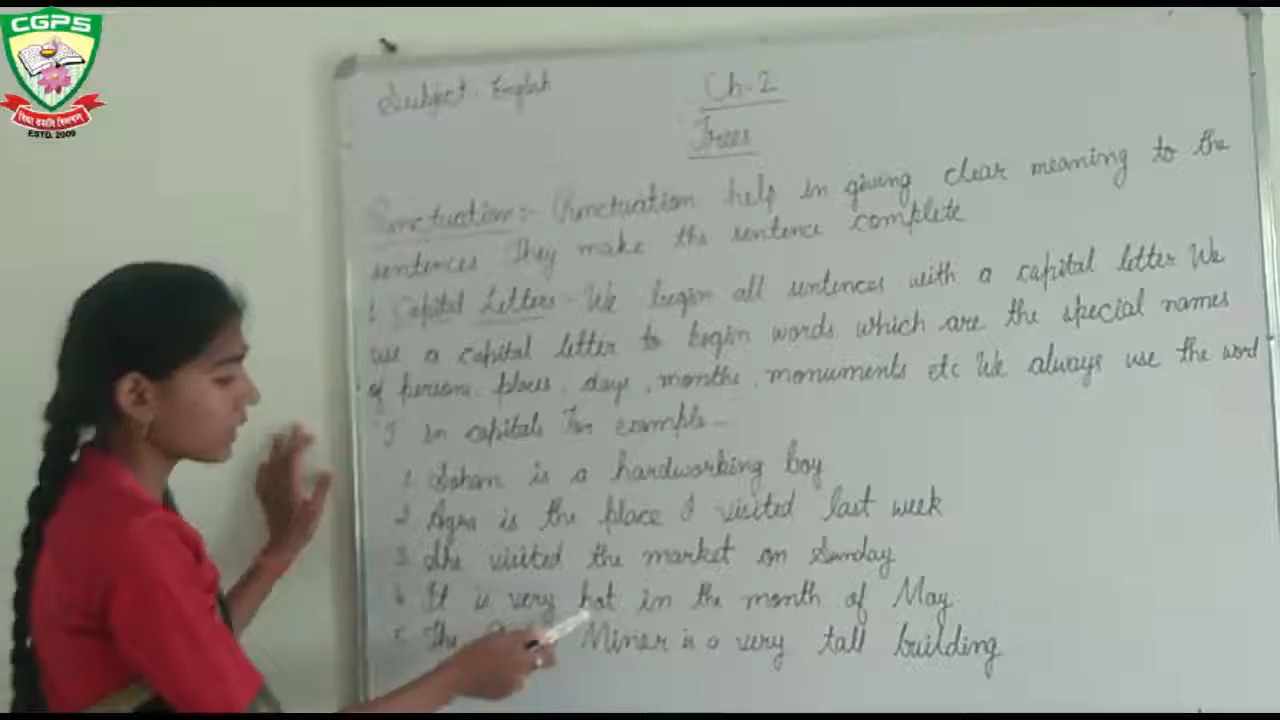 CGPS
ESTD. 2009
Subject - English
Ch-2
Trees
Punctuation:- Punctuation help in giving clear meaning to the
sentences They make the sentence complete
1 Capital Letters - We begin all sentences with a capital letter We
use a capital letter to begin words which are the special names
of person, places, days, months, monuments etc We always use the word
'I in capitals For example -
1 Soham is a hardworking boy
2 Agra is the place I visited last week
3 She visited the market on Sunday
4 It is very hot in the month of May
5 The Minar is a very tall building